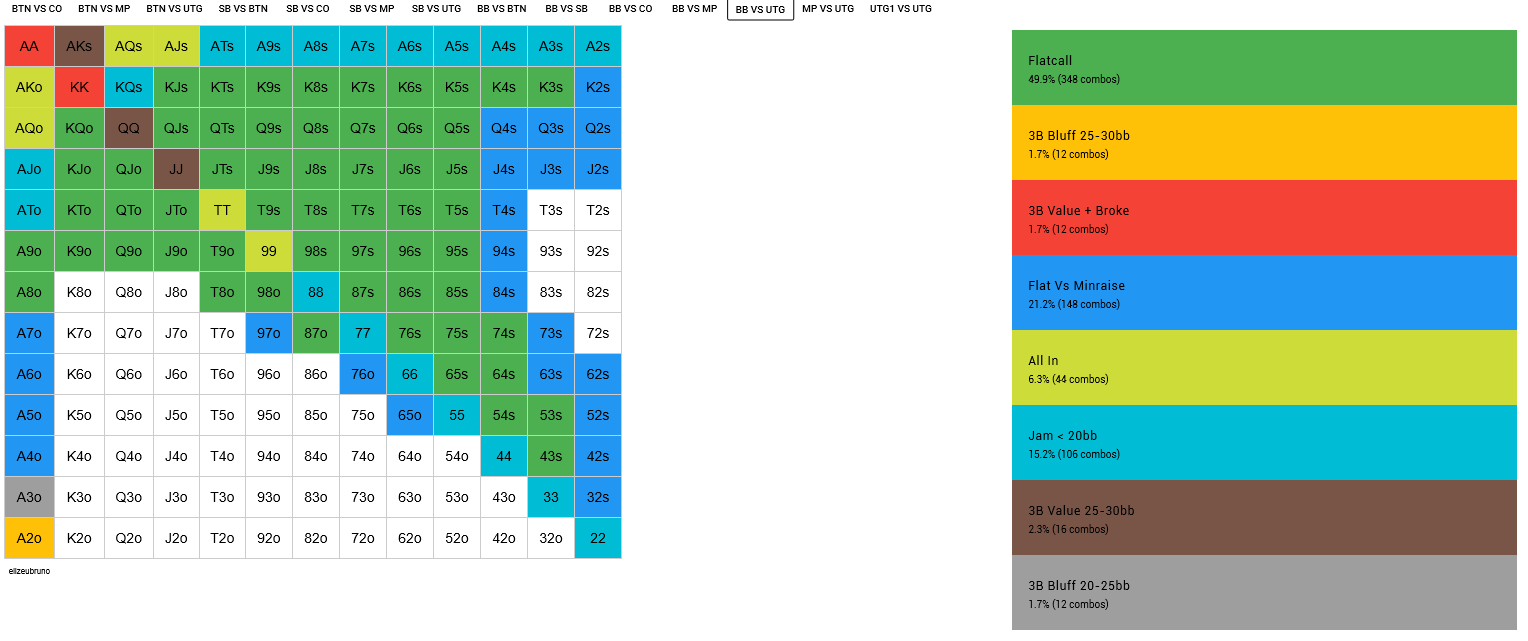 BTN VS CO BTN VS MP BTN VS UTG SB VS BTN SB VS CO SB VS MP SB VS UTG BB VS BTN BB VS SB BB VS CO BB VS MP BB VS UTG MP VS UTG UTG1 VS UTG
AA AKs AQs AJs ATs A9s A8s A7s A6s A5s A4s A3s A2s
AKo KK KQs KJs KTs K9s K8s K7s K6s K5s K4s K3s K2s
AQo KQo QQ QJs QTs Q9s Q8s Q7s Q6s Q5s Q4s Q3s Q2s
AJo KJo QJo JJ JTs J9s J8s J7s J6s J5s J4s J3s J2s
ATo KTo QTo JTo TT T9s T8s T7s T6s T5s T4s T3s T2s
A9o K9o Q9o J9o T9o 99 98s 97s 96s 95s 94s 93s 92s
A8o K8o Q8o J8o T8o 98o 88 87s 86s 85s 84s 83s 82s
A7o K7o Q7o J7o T7o 97o 87o 77 76s 75s 74s 73s 72s
A6o K6o Q6o J6o T6o 96o 86o 76o 66 65s 64s 63s 62s
A5o K5o Q5o J5o T5o 95o 85o 75o 65o 55 54s 53s 52s
A4o K4o Q4o J4o T4o 94o 84o 74o 64o 54o 44 43s 42s
A3o K3o Q3o J3o T3o 93o 83o 73o 63o 53o 43o 33 32s
A2o K2o Q2o J2o T2o 92o 82o 72o 62o 52o 42o 32o 22
elizeubruno
Flatcall
49.9% (348 combos)
3B Bluff 25-30bb
1.7% (12 combos)
3B Value + Broke
1.7% (12 combos)
Flat Vs Minraise
21.2% (148 combos)
All In
6.3% (44 combos)
Jam < 20bb
15.2% (106 combos)
3B Value 25-30bb
2.3% (16 combos)
3B Bluff 20-25bb
1.7% (12 combos)